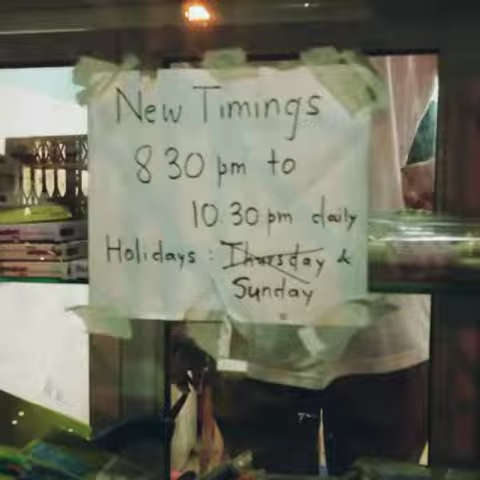 New Timings
8 30 pm to
10.30 pm daily
Holidays : Thursday &
Sunday